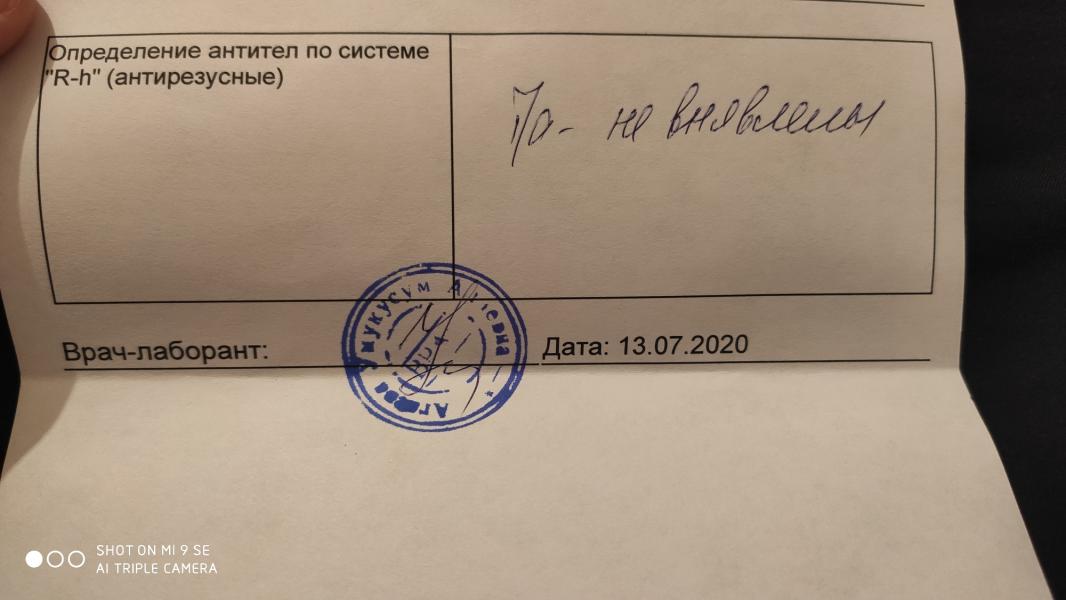 Определение антител по системе
"R-h" (антирезусные)
не выявлены
Врач-лаборант:
Умукусум
Дата: 13.07.2020
SHOT ON MI 9 SE
AI TRIPLE CAMERA